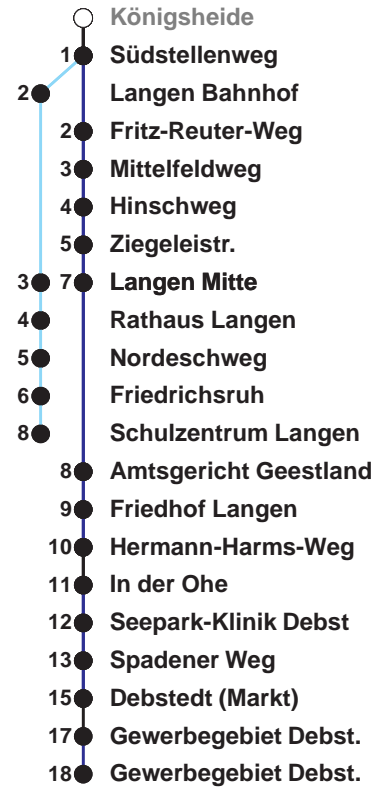 Königsheide
1 Südstellenweg
2 Langen Bahnhof
2 Fritz-Reuter-Weg
3 Mittelfeldweg
4 Hinschweg
5 Ziegeleistr.
3 7 Langen Mitte
4 Rathaus Langen
5 Nordeschweg
6 Friedrichsruh
8 Schulzentrum Langen
8 Amtsgericht Geestland
9 Friedhof Langen
10 Hermann-Harms-Weg
11 In der Ohe
12 Seepark-Klinik Debst
13 Spadener Weg
15 Debstedt (Markt)
17 Gewerbegebiet Debst.
18 Gewerbegebiet Debst.